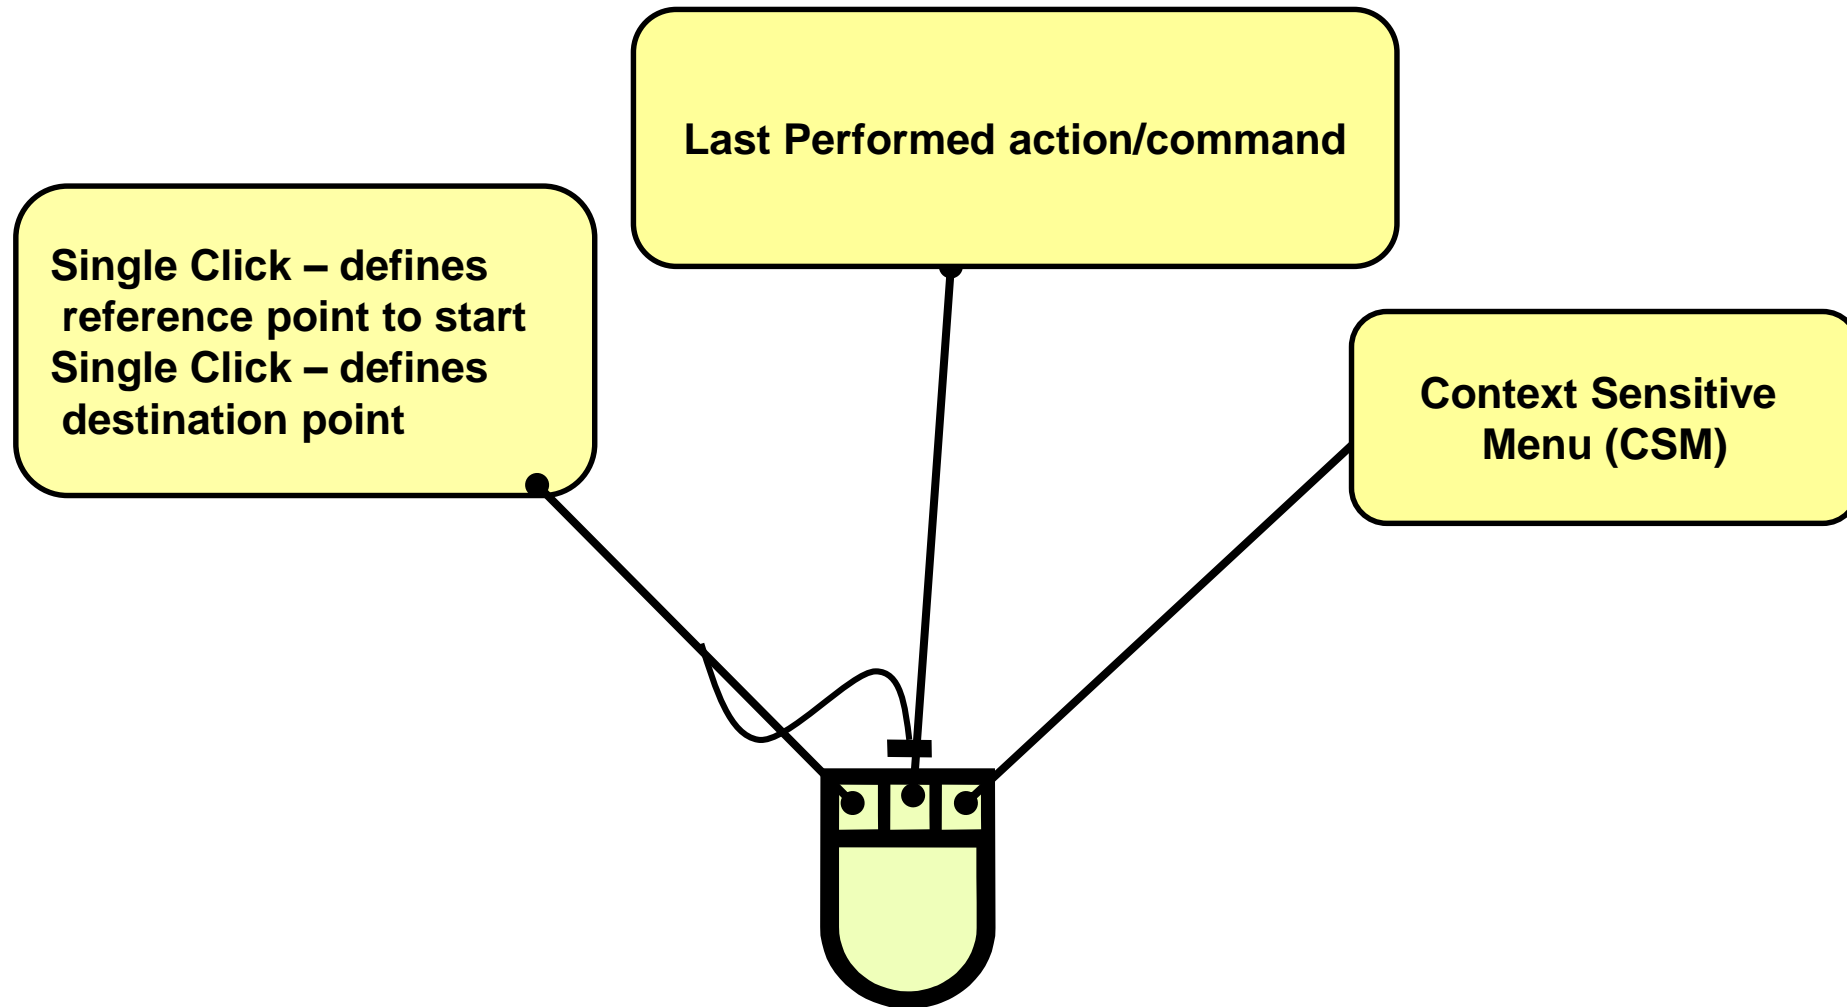 Last Performed action/command
Single Click – defines
reference point to start
Single Click – defines
destination point
Context Sensitive
Menu (CSM)